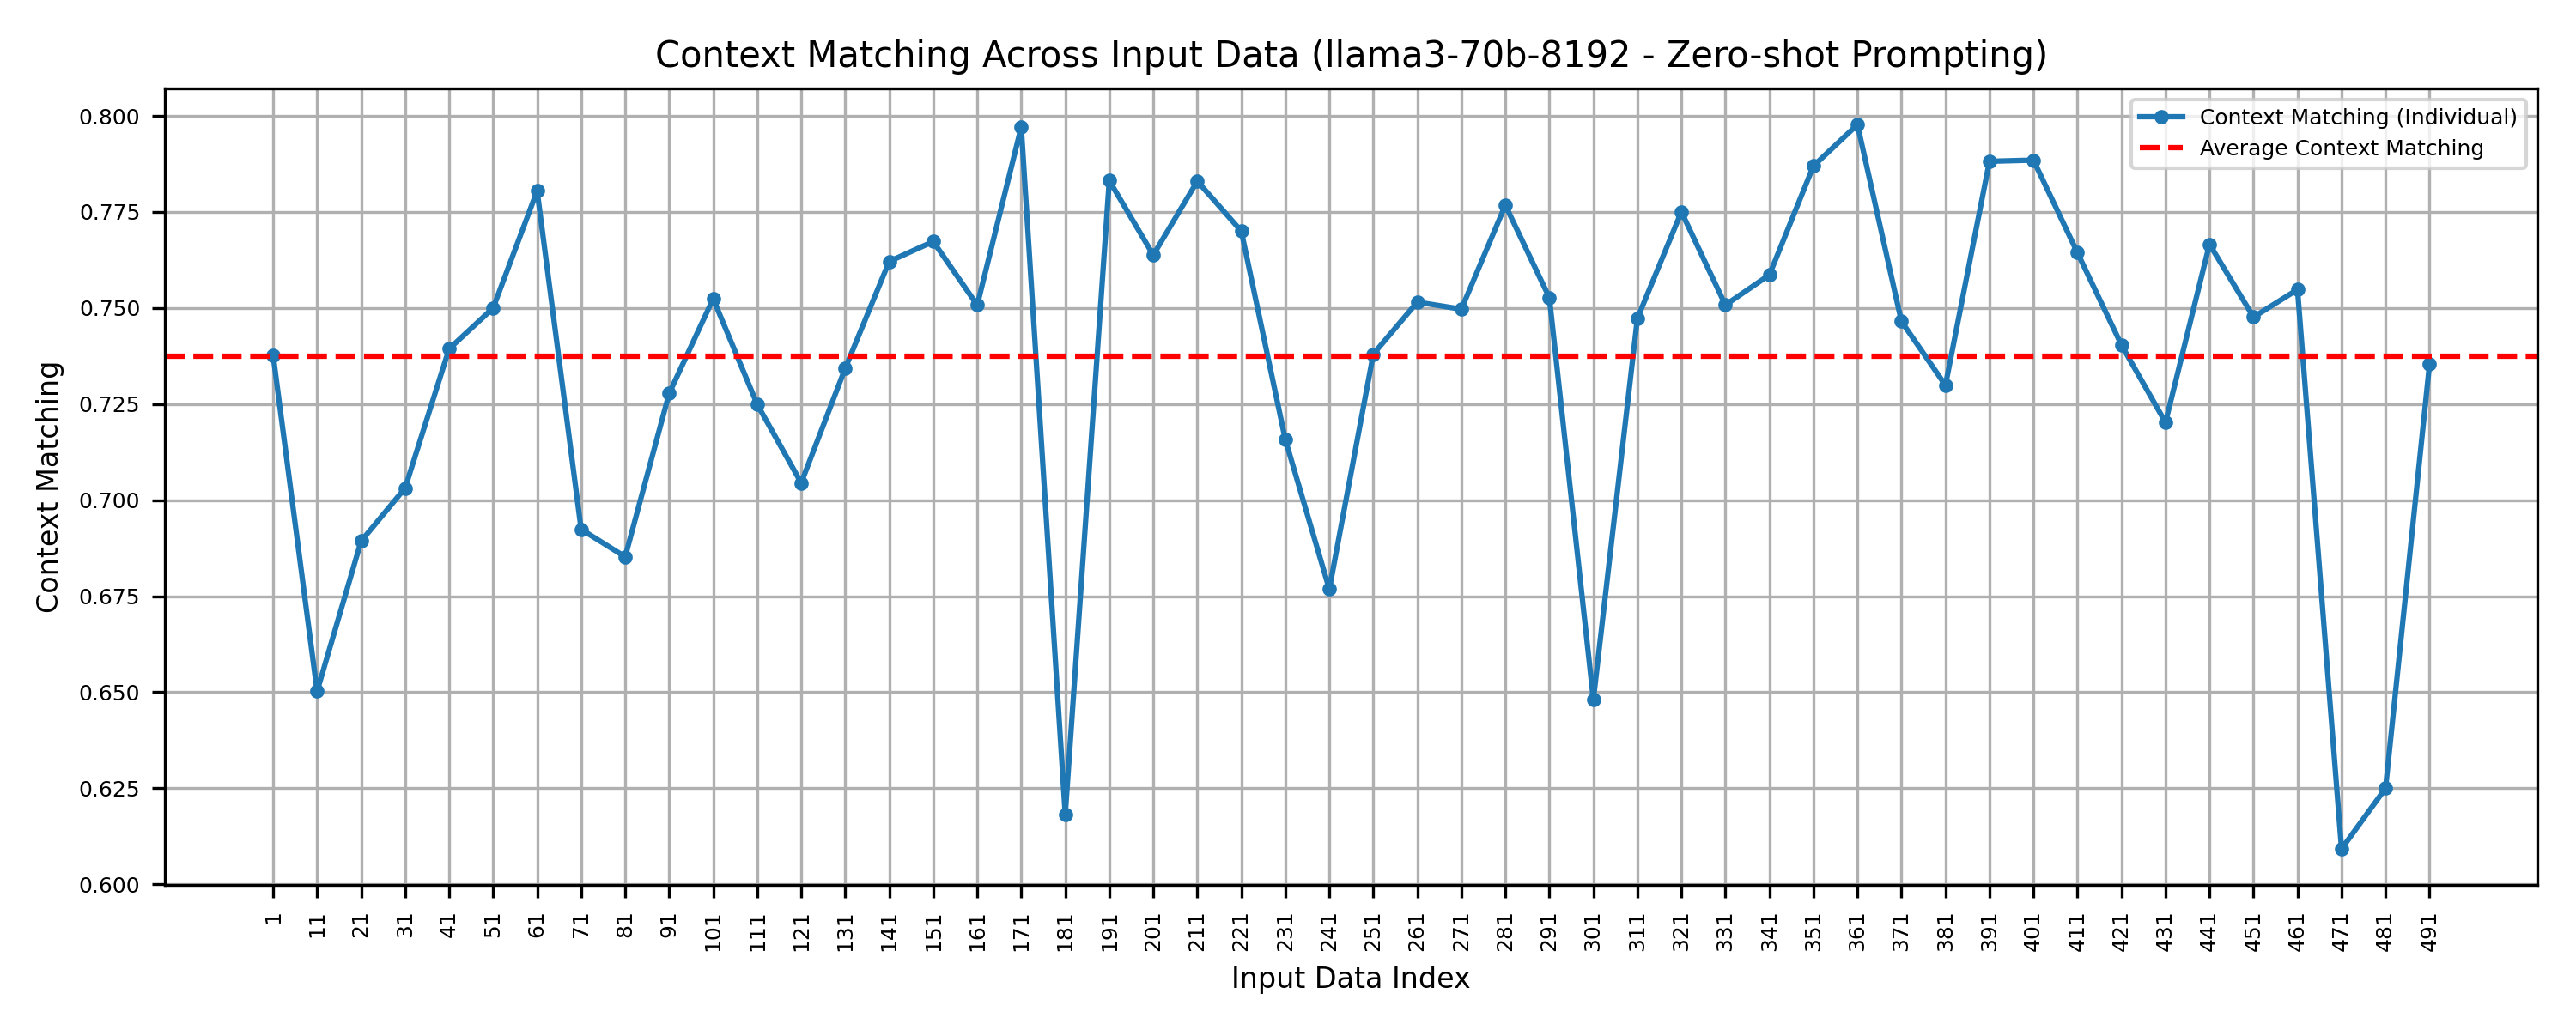 Context Matching Across Input Data (llama3-70b-8192 - Zero-shot Prompting)
Context Matching (Individual)
Average Context Matching
Context Matching
0.800
0.775
0.750
0.725
0.700
0.675
0.650
0.625
0.600
1 11 21 31 41 51 61 71 81 91 101 111 121 131 141 151 161 171 181 191 201 211 221 231 241 251 261 271 281 291 301 311 321 331 341 351 361 371 381 391 401 411 421 431 441 451 461 471 481 491
Input Data Index